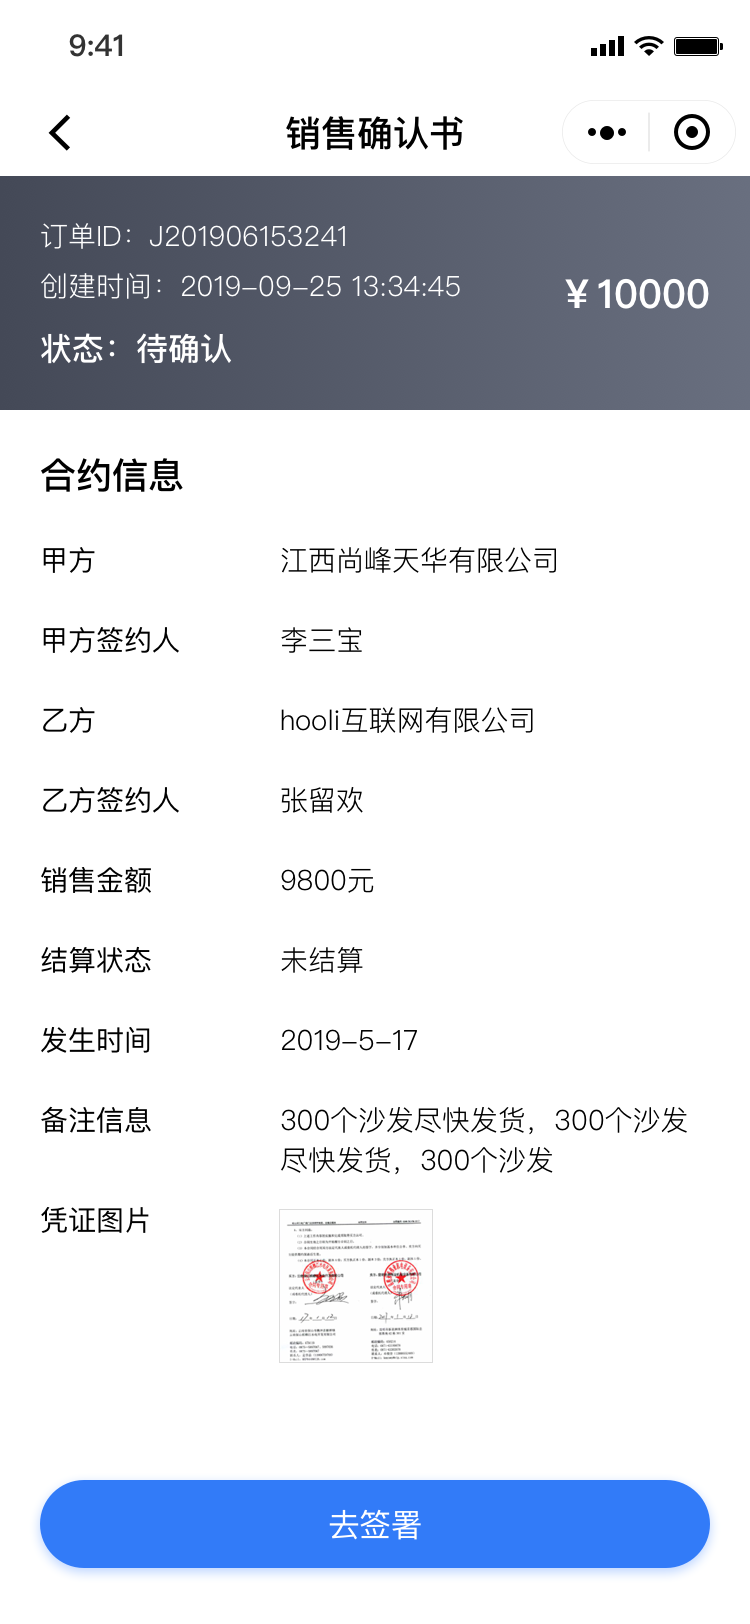 9:41
销售确认书
订单ID：J201906153241
创建时间：2019-09-25 13:34:45
¥10000
状态：待确认
合约信息
甲方 江西尚峰天华有限公司
甲方签约人 李三宝
乙方 hooli互联网有限公司
乙方签约人 张留欢
销售金额 9800元
结算状态 未结算
发生时间 2019-5-17
备注信息 300个沙发尽快发货，300个沙发
尽快发货，300个沙发
凭证图片
去签署